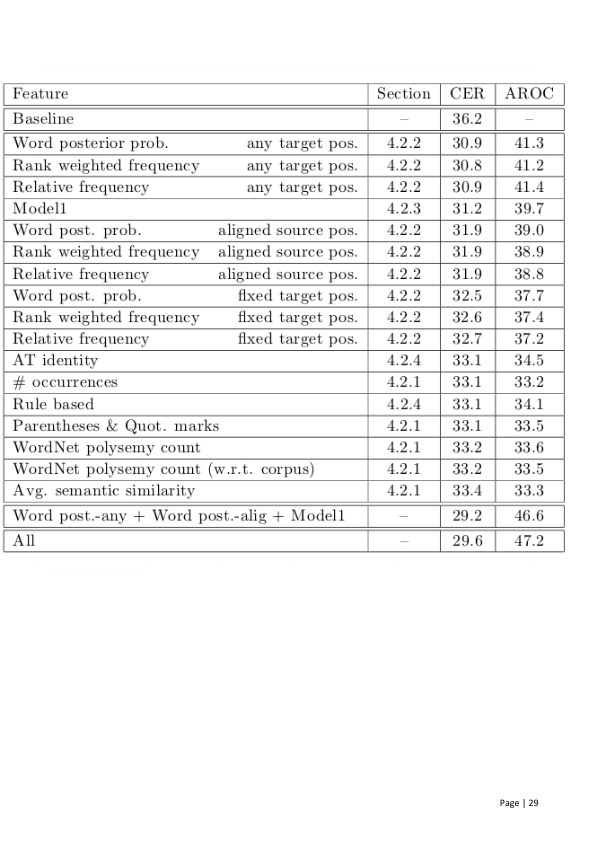 Feature Section CER AROC
Baseline – 36.2 –
Word posterior prob. any target pos. 4.2.2 30.9 41.3
Rank weighted frequency any target pos. 4.2.2 30.8 41.2
Relative frequency any target pos. 4.2.2 30.9 41.4
Model1 4.2.3 31.2 39.7
Word post. prob. aligned source pos. 4.2.2 31.9 39.0
Rank weighted frequency aligned source pos. 4.2.2 31.9 38.9
Relative frequency aligned source pos. 4.2.2 31.9 38.8
Word post. prob. fixed target pos. 4.2.2 32.5 37.7
Rank weighted frequency fixed target pos. 4.2.2 32.6 37.4
Relative frequency fixed target pos. 4.2.2 32.7 37.2
AT identity 4.2.4 33.1 34.5
# occurrences 4.2.1 33.1 33.2
Rule based 4.2.4 33.1 34.1
Parentheses & Quot. marks 4.2.1 33.1 33.5
WordNet polysemy count 4.2.1 33.2 33.6
WordNet polysemy count (w.r.t. corpus) 4.2.1 33.2 33.5
Avg. semantic similarity 4.2.1 33.4 33.3
Word post.-any + Word post.-alig + Model1 – 29.2 46.6
All – 29.6 47.2
Page | 29